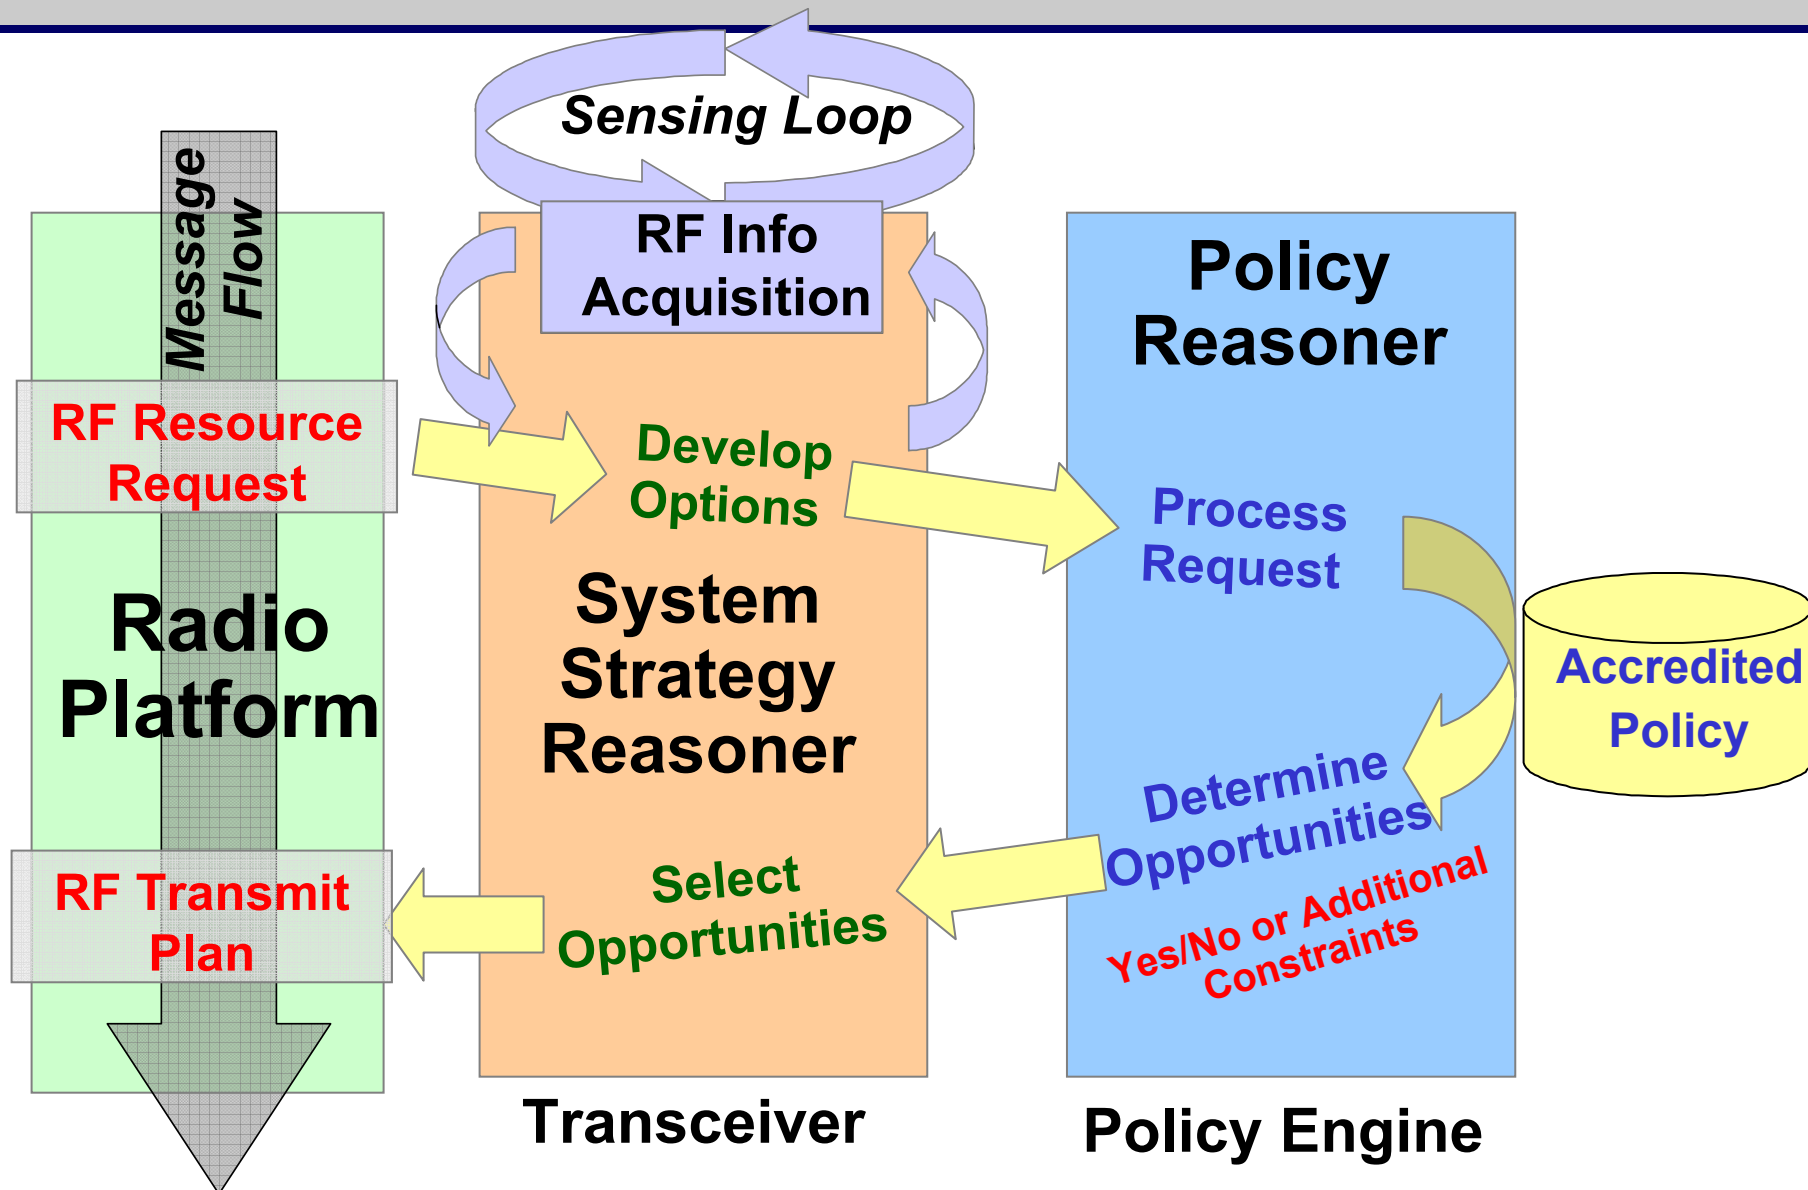 Sensing Loop
Message
Flow
RF Info
Acquisition
Policy
Reasoner
RF Resource
Request
Develop
Options
Process
Request
Radio
Platform
System
Strategy
Reasoner
Accredited
Policy
Determine
Opportunities
Yes/No or Additional
Constraints
Select
Opportunities
RF Transmit
Plan
Transceiver
Policy Engine